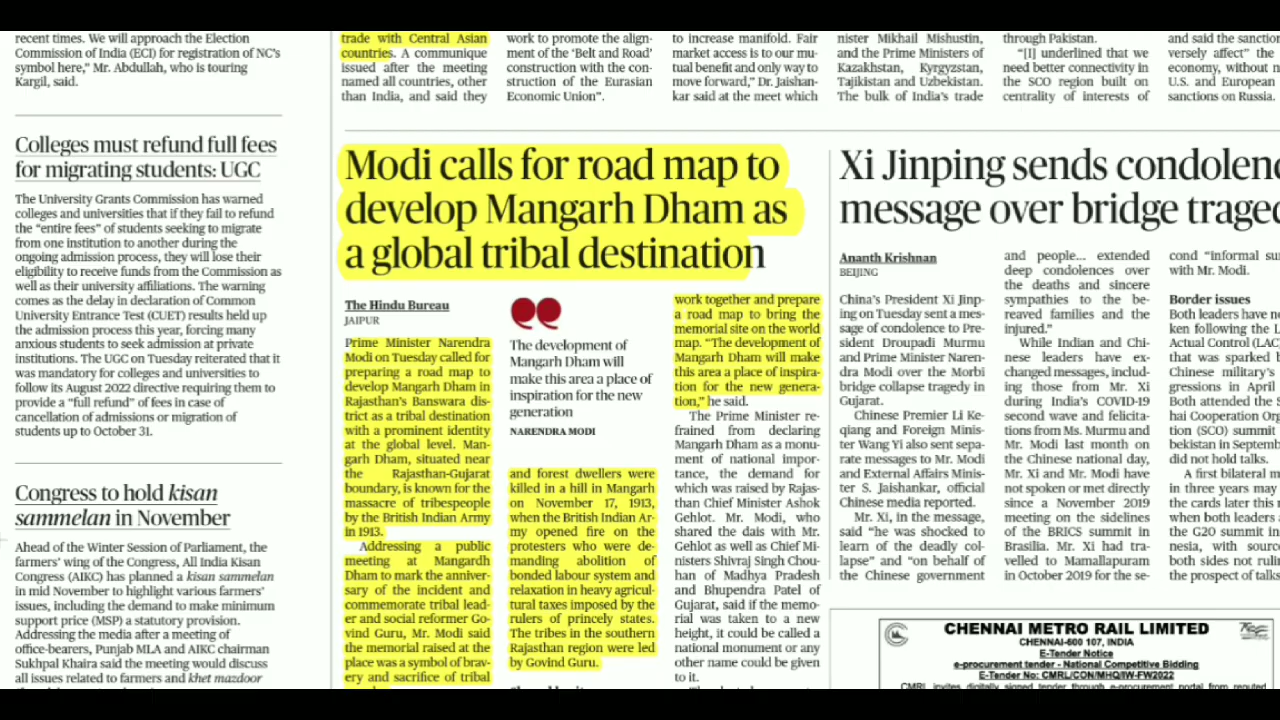 recent times. We will approach the Election
Commission of India (ECI) for registration of NC's
symbol here," Mr. Abdullah, who is touring
Kargil, said.
Colleges must refund full fees
for migrating students: UGC
The University Grants Commission has warned
colleges and universities that if they fail to refund
the "entire fees" of students seeking to migrate
from one institution to another during the
ongoing admission process, they will lose their
eligibility to receive funds from the Commission as
well as their university affiliations. The warning
comes as the delay in declaration of Common
University Entrance Test (CUET) results held up
the admission process this year, forcing many
anxious students to seek admission at private
institutions. The UGC on Tuesday reiterated that it
was mandatory for colleges and universities to
follow its August 2022 directive requiring them to
provide a "full refund" of fees in case of
cancellation of admissions or migration of
students up to October 31.
Congress to hold kisan
sammelan in November
Ahead of the Winter Session of Parliament, the
farmers' wing of the Congress, All India Kisan
Congress (AIKC) has planned a kisan sammelan
in mid November to highlight various farmers'
issues, including the demand to make minimum
support price (MSP) a statutory provision.
Addressing the media after a meeting of
office-bearers, Punjab MLA and AIKC chairman
Sukhpal Khaira said the meeting would discuss
all issues related to farmers and khet mazdoor
trade with Central Asian
countries. A communique
issued after the meeting
named all countries, other
than India, and said they
work to promote the align-
ment of the 'Belt and Road'
construction with the con-
struction of the Eurasian
Economic Union".
to increase manifold. Fair
market access is to our mu-
tual benefit and only way to
move forward," Dr. Jaishan-
kar said at the meet which
nister Mikhail Mishustin,
and the Prime Ministers of
Kazakhstan, Kyrgyzstan,
Tajikistan and Uzbekistan.
The bulk of India's trade
through Pakistan.
"[I] underlined that we
need better connectivity in
the SCO region built on
centrality of interests of
and said the sanction
versely affect" the
economy, without n
U.S. and European
sanctions on Russia.
Modi calls for road map to
develop Mangarh Dham as
a global tribal destination
The Hindu Bureau
JAIPUR
Prime Minister Narendra
Modi on Tuesday called for
preparing a road map to
develop Mangarh Dham in
Rajasthan's Banswara dis-
trict as a tribal destination
with a prominent identity
at the global level. Man-
garh Dham, situated near
the Rajasthan-Gujarat
boundary, is known for the
massacre of tribespeople
by the British Indian Army
in 1913.
Addressing a public
meeting at Mangardh
Dham to mark the anniver-
sary of the incident and
commemorate tribal lead-
er and social reformer Go-
vind Guru, Mr. Modi said
the memorial raised at the
place was a symbol of brav-
ery and sacrifice of tribal
The development of
Mangarh Dham will
make this area a place of
inspiration for the new
generation
NARENDRA MODI
and forest dwellers were
killed in a hill in Mangarh
on November 17, 1913,
when the British Indian Ar-
my opened fire on the
protesters who were de-
manding abolition of
bonded labour system and
relaxation in heavy agricul-
tural taxes imposed by the
rulers of princely states.
The tribes in the southern
Rajasthan region were led
by Govind Guru.
work together and prepare
a road map to bring the
memorial site on the world
map. "The development of
Mangarh Dham will make
this area a place of inspira-
tion for the new genera-
tion," he said.
The Prime Minister re-
frained from declaring
Mangarh Dham as a monu-
ment of national impor-
tance, the demand for
which was raised by Rajas-
than Chief Minister Ashok
Gehlot. Mr. Modi, who
shared the dais with Mr.
Gehlot as well as Chief Mi-
nisters Shivraj Singh Chou-
han of Madhya Pradesh
and Bhupendra Patel of
Gujarat, said if the memo-
rial was taken to a new
height, it could be called a
national monument or any
other name could be given
to it.
Xi Jinping sends condolenc
message over bridge traged
Ananth Krishnan
BEIJING
China's President Xi Jinp-
ing on Tuesday sent a mes-
sage of condolence to Pre-
sident Droupadi Murmu
and Prime Minister Naren-
dra Modi over the Morbi
bridge collapse tragedy in
Gujarat.
Chinese Premier Li Ke-
qiang and Foreign Minis-
ter Wang Yi also sent sepa-
rate messages to Mr. Modi
and External Affairs Minis-
ter S. Jaishankar, official
Chinese media reported.
Mr. Xi, in the message,
said "he was shocked to
learn of the deadly col-
lapse" and "on behalf of
the Chinese government
and people... extended
deep condolences over
the deaths and sincere
sympathies to the be-
reaved families and the
injured."
While Indian and Chi-
nese leaders have ex-
changed messages, includ-
ing those from Mr. Xi
during India's COVID-19
second wave and felicita-
tions from Ms. Murmu and
Mr. Modi last month on
the Chinese national day,
Mr. Xi and Mr. Modi have
not spoken or met directly
since a November 2019
meeting on the sidelines
of the BRICS summit in
Brasilia. Mr. Xi had tra-
velled to Mamallapuram
in October 2019 for the se-
cond "informal su
with Mr. Modi.
Border issues
Both leaders have n
ken following the L
Actual Control (LAC
that was sparked b
Chinese military's
gressions in April
Both attended the S
hai Cooperation Or
tion (SCO) summit
bekistan in Septemb
did not hold talks.
A first bilateral m
in three years may
the cards later this m
when both leaders a
the G20 summit in
nesia, with sourc
both sides not ruli
the prospect of talks
CHENNAI METRO RAIL LIMITED
CHENNAI-600 107, INDIA
E-Tender Notice
e-procurement tender - National Competitive Bidding
E-Tender No: CMRL/CON/MHQ/IW-FW2022
CMRL invites digitally signed tender through e-procurement portal from reputed